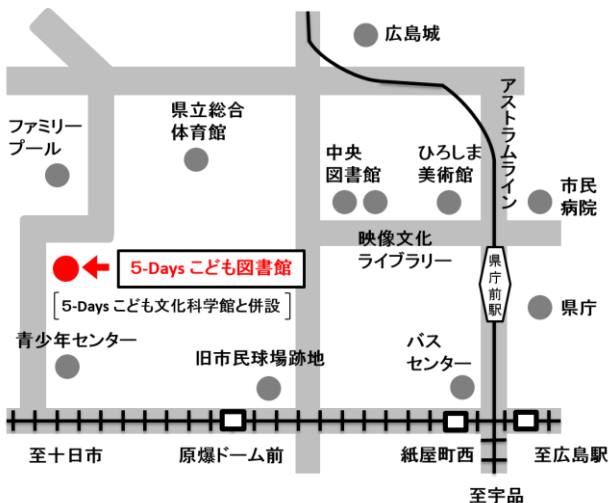 広島城
アストラムライン
県立総合
体育館
ファミリー
プール
中央
図書館
ひろしま
美術館
市民
病院
映像文化
ライブラリー
5-Days こども図書館
5-Days こども文化科学館と併設
県庁前駅
県庁
青少年センター
旧市民球場跡地
バス
センター
至十日市
原爆ドーム前
紙屋町西
至広島駅
至宇品